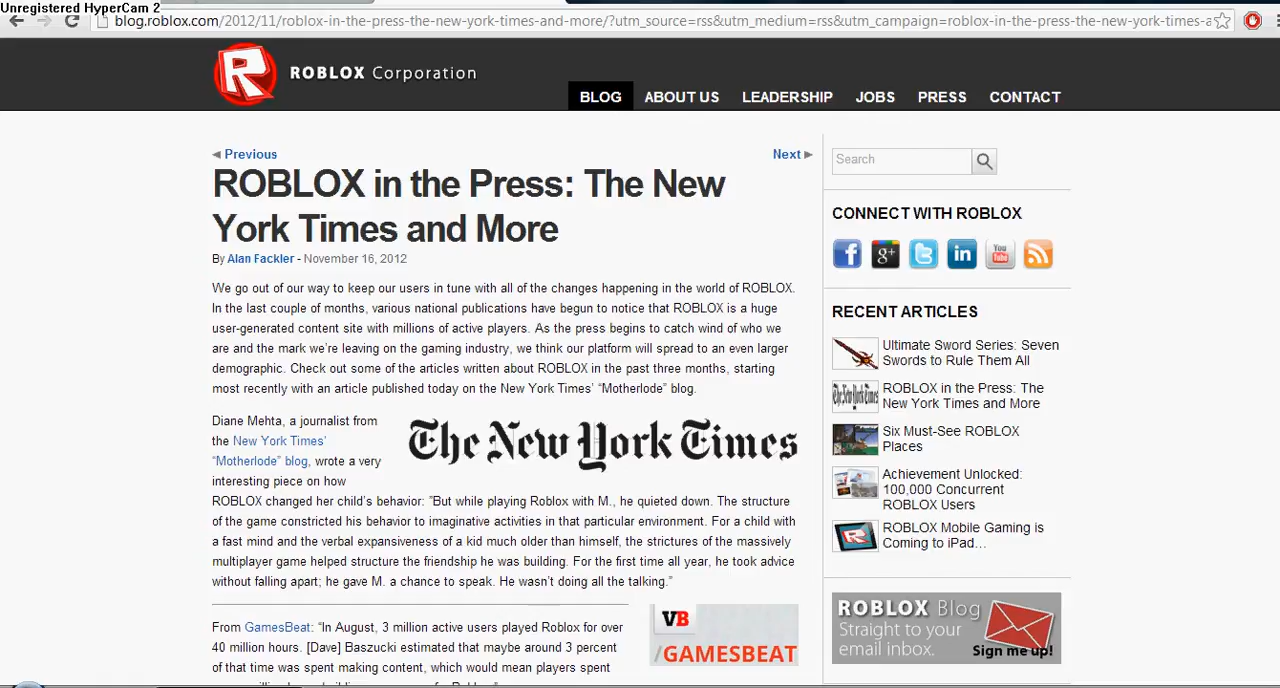 Unregistered HyperCam 2
blog.roblox.com/2012/11/roblox-in-the-press-the-new-york-times-and-more/?utm_source=rss&utm_medium=rss&utm_campaign=roblox-in-the-press-the-new-york-times-a
R
ROBLOX Corporation
BLOG ABOUT US LEADERSHIP JOBS PRESS CONTACT
Previous Next
ROBLOX in the Press: The New
York Times and More
By Alan Fackler - November 16, 2012
We go out of our way to keep our users in tune with all of the changes happening in the world of ROBLOX.
In the last couple of months, various national publications have begun to notice that ROBLOX is a huge
user-generated content site with millions of active players. As the press begins to catch wind of who we
are and the mark we're leaving on the gaming industry, we think our platform will spread to an even larger
demographic. Check out some of the articles written about ROBLOX in the past three months, starting
most recently with an article published today on the New York Times' “Motherlode” blog.
Diane Mehta, a journalist from
the New York Times'
“Motherlode” blog, wrote a very
interesting piece on how
The New York Times
ROBLOX changed her child's behavior: ”But while playing Roblox with M., he quieted down. The structure
of the game constricted his behavior to imaginative activities in that particular environment. For a child with
a fast mind and the verbal expansiveness of a kid much older than himself, the strictures of the massively
multiplayer game helped structure the friendship he was building. For the first time all year, he took advice
without falling apart; he gave M. a chance to speak. He wasn't doing all the talking.”
From GamesBeat: “In August, 3 million active users played Roblox for over
40 million hours. [Dave] Baszucki estimated that maybe around 3 percent
of that time was spent making content, which would mean players spent
VB
/GAMESBEAT
Search
CONNECT WITH ROBLOX
f
g+
t
in
You
Tube
RECENT ARTICLES
Ultimate Sword Series: Seven
Swords to Rule Them All
The New York Times
ROBLOX in the Press: The
New York Times and More
Six Must-See ROBLOX
Places
Achievement Unlocked:
100,000 Concurrent
ROBLOX Users
R
ROBLOX Mobile Gaming is
Coming to iPad...
ROBLOX Blog
Straight to your
email inbox.
Sign me up!